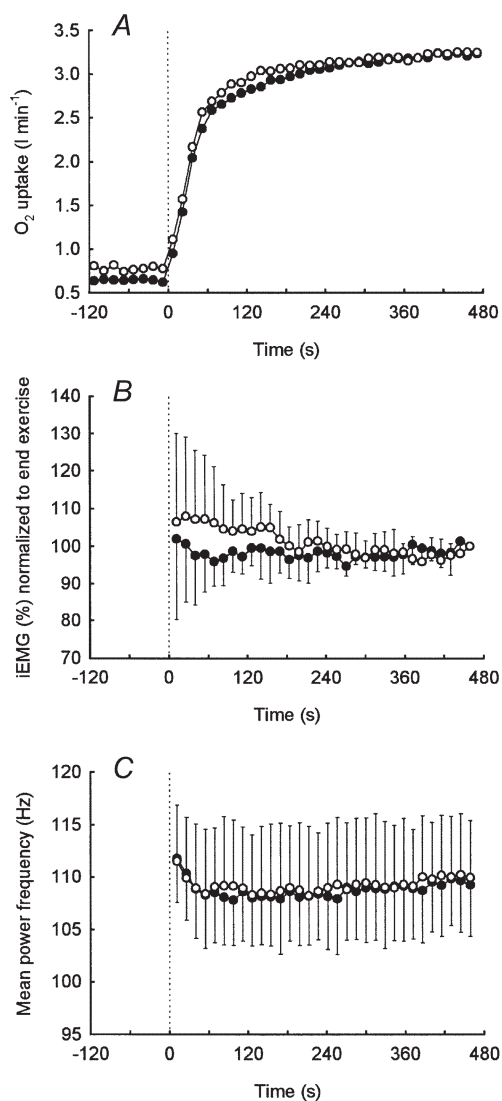 A
3.5
3.0
2.5
2.0
1.5
1.0
0.5
O2 uptake (l min-1)
-120 0 120 240 360 480
Time (s)
B
140
130
120
110
100
90
80
70
iEMG (%) normalized to end exercise
-120 0 120 240 360 480
Time (s)
C
120
115
110
105
100
95
Mean power frequency (Hz)
-120 0 120 240 360 480
Time (s)